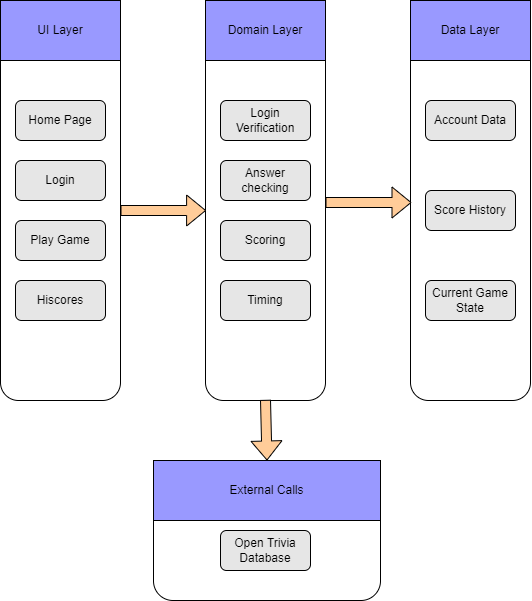 UI Layer
Home Page
Login
Play Game
Hiscores
Domain Layer
Login
Verification
Answer
checking
Scoring
Timing
Data Layer
Account Data
Score History
Current Game
State
External Calls
Open Trivia
Database